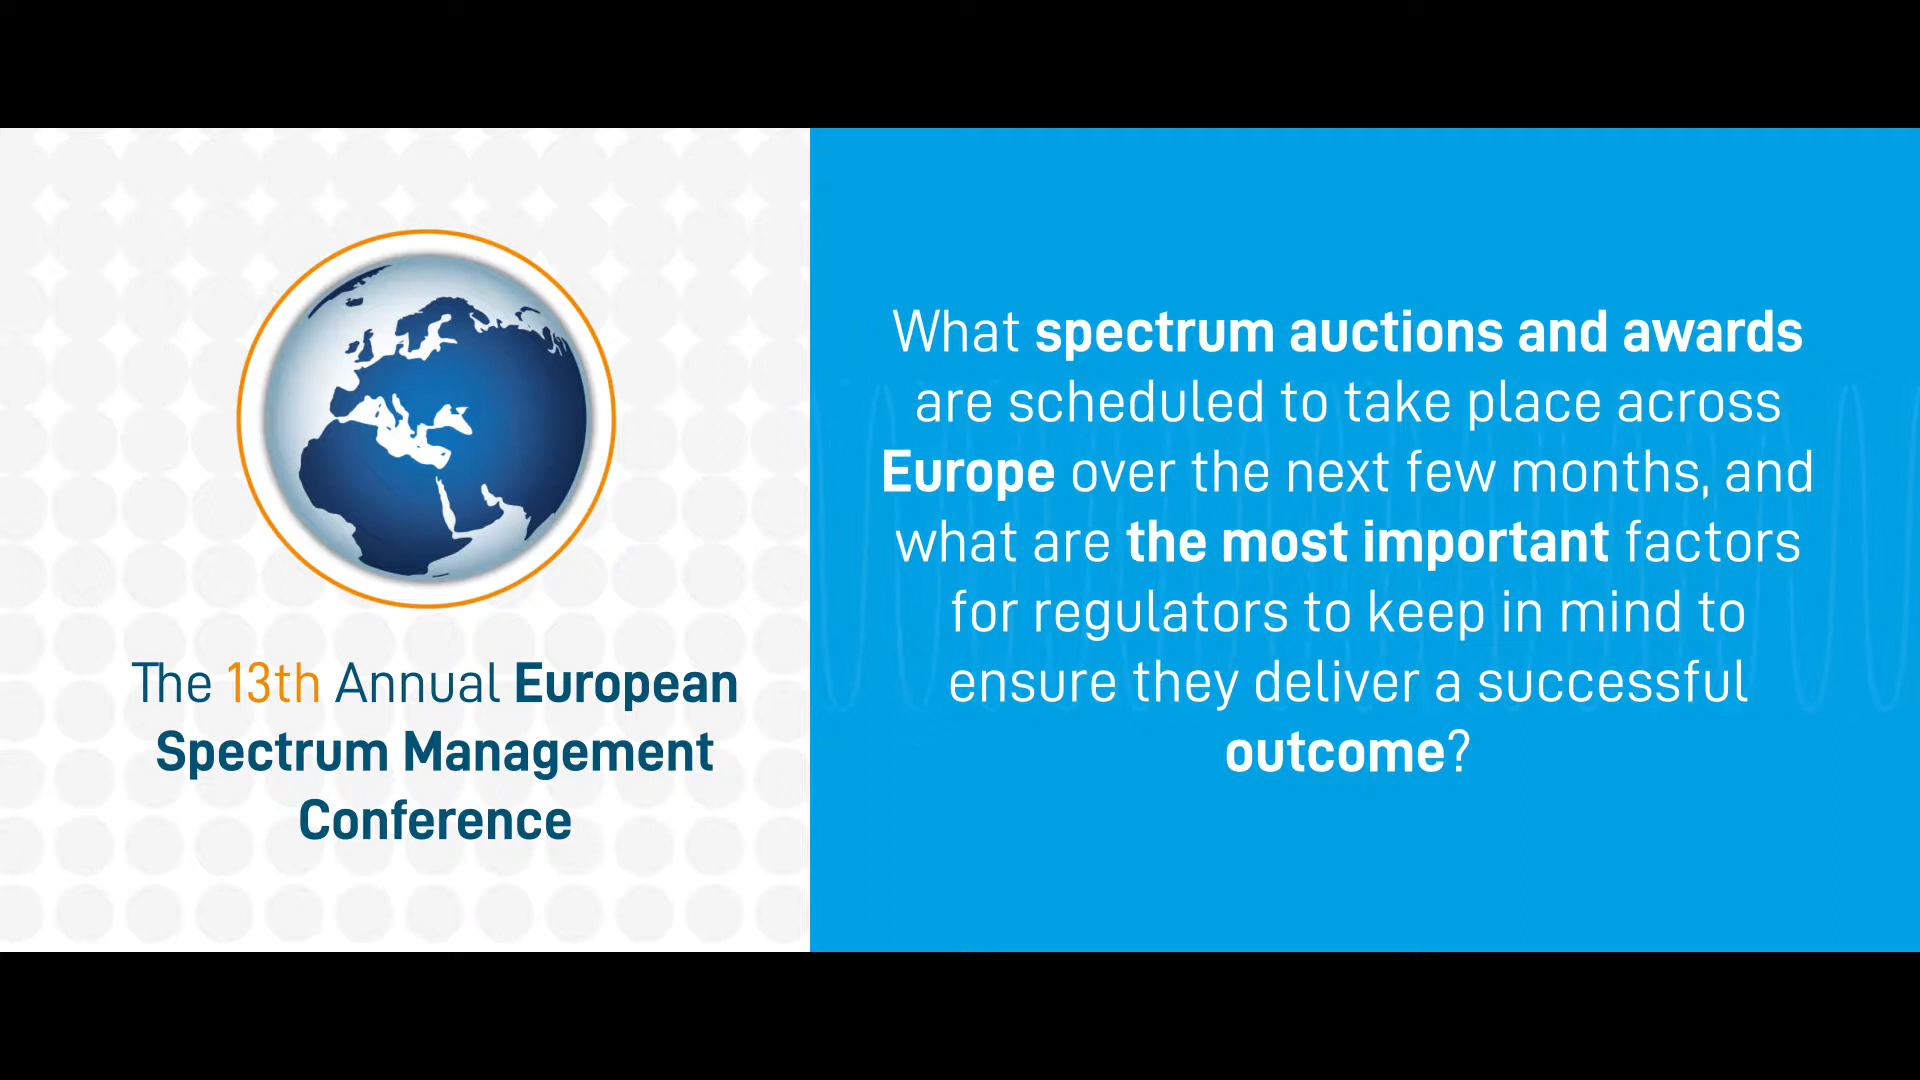 The 13th Annual European
Spectrum Management
Conference
What spectrum auctions and awards
are scheduled to take place across
Europe over the next few months, and
what are the most important factors
for regulators to keep in mind to
ensure they deliver a successful
outcome?